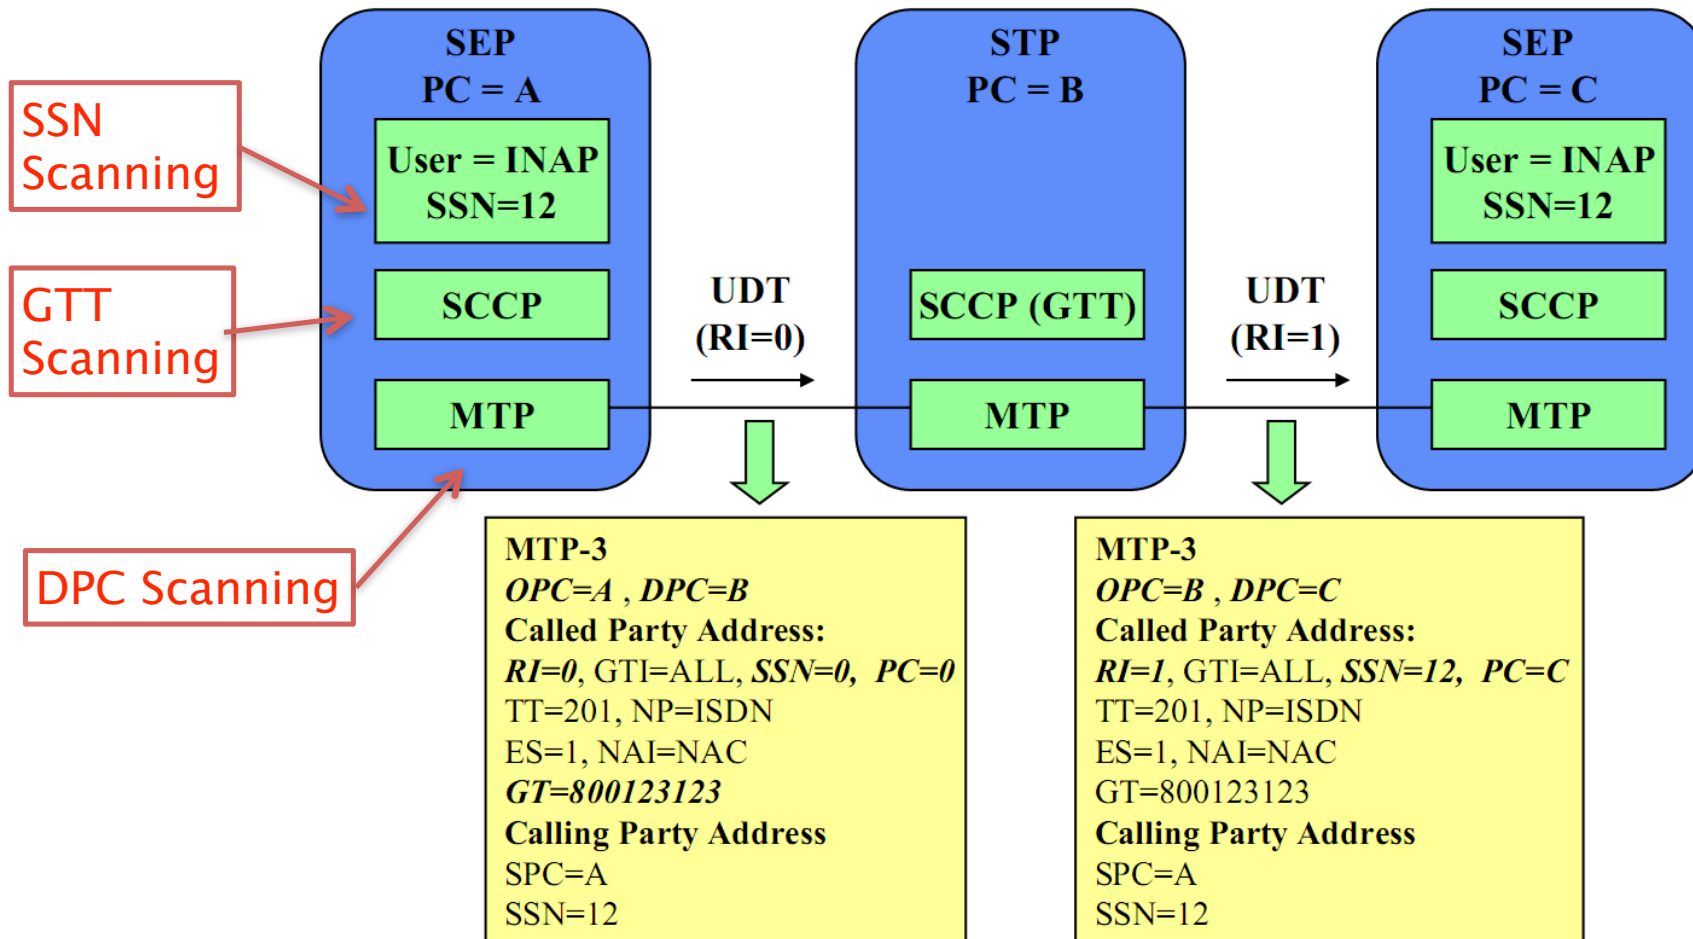 SSN
Scanning
GTT
Scanning
DPC Scanning
SEP
PC = A
User = INAP
SSN=12
SCCP
MTP
UDT
(RI=0)
STP
PC = B
SCCP (GTT)
MTP
UDT
(RI=1)
SEP
PC = C
User = INAP
SSN=12
SCCP
MTP
MTP-3
OPC=A , DPC=B
Called Party Address:
RI=0, GTI=ALL, SSN=0, PC=0
TT=201, NP=ISDN
ES=1, NAI=NAC
GT=800123123
Calling Party Address
SPC=A
SSN=12
MTP-3
OPC=B , DPC=C
Called Party Address:
RI=1, GTI=ALL, SSN=12, PC=C
TT=201, NP=ISDN
ES=1, NAI=NAC
GT=800123123
Calling Party Address
SPC=A
SSN=12